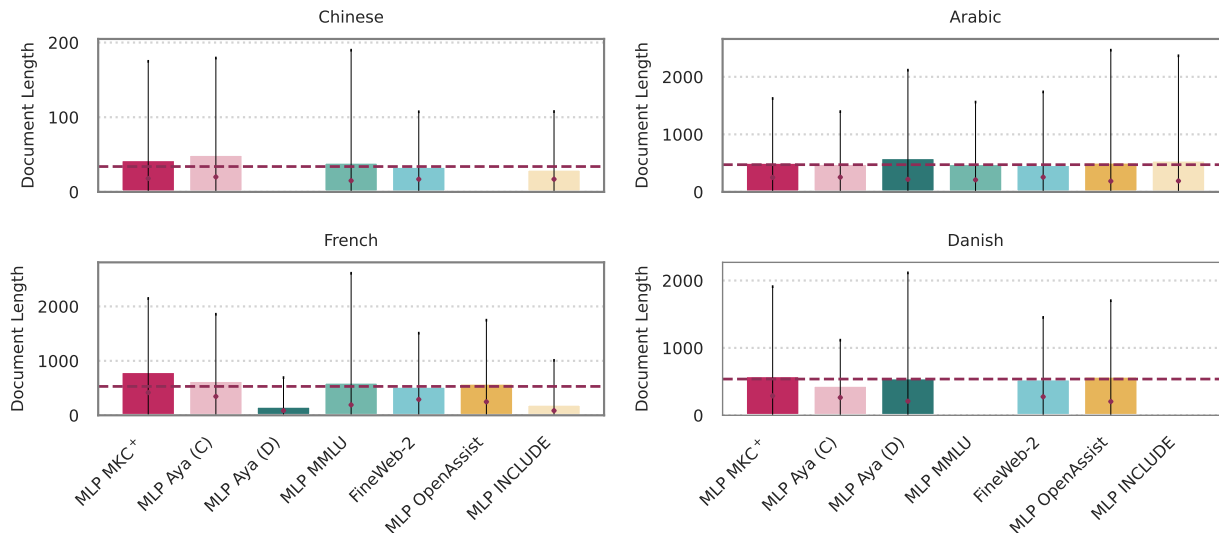 Chinese
Document Length
200
100
0
Arabic
Document Length
2000
1000
0
French
Document Length
2000
1000
0
MLP MKC⁺
MLP Aya (C)
MLP Aya (D)
MLP MMLU
FineWeb-2
MLP OpenAssist
MLP INCLUDE
Danish
Document Length
2000
1000
0
MLP MKC⁺
MLP Aya (C)
MLP Aya (D)
MLP MMLU
FineWeb-2
MLP OpenAssist
MLP INCLUDE